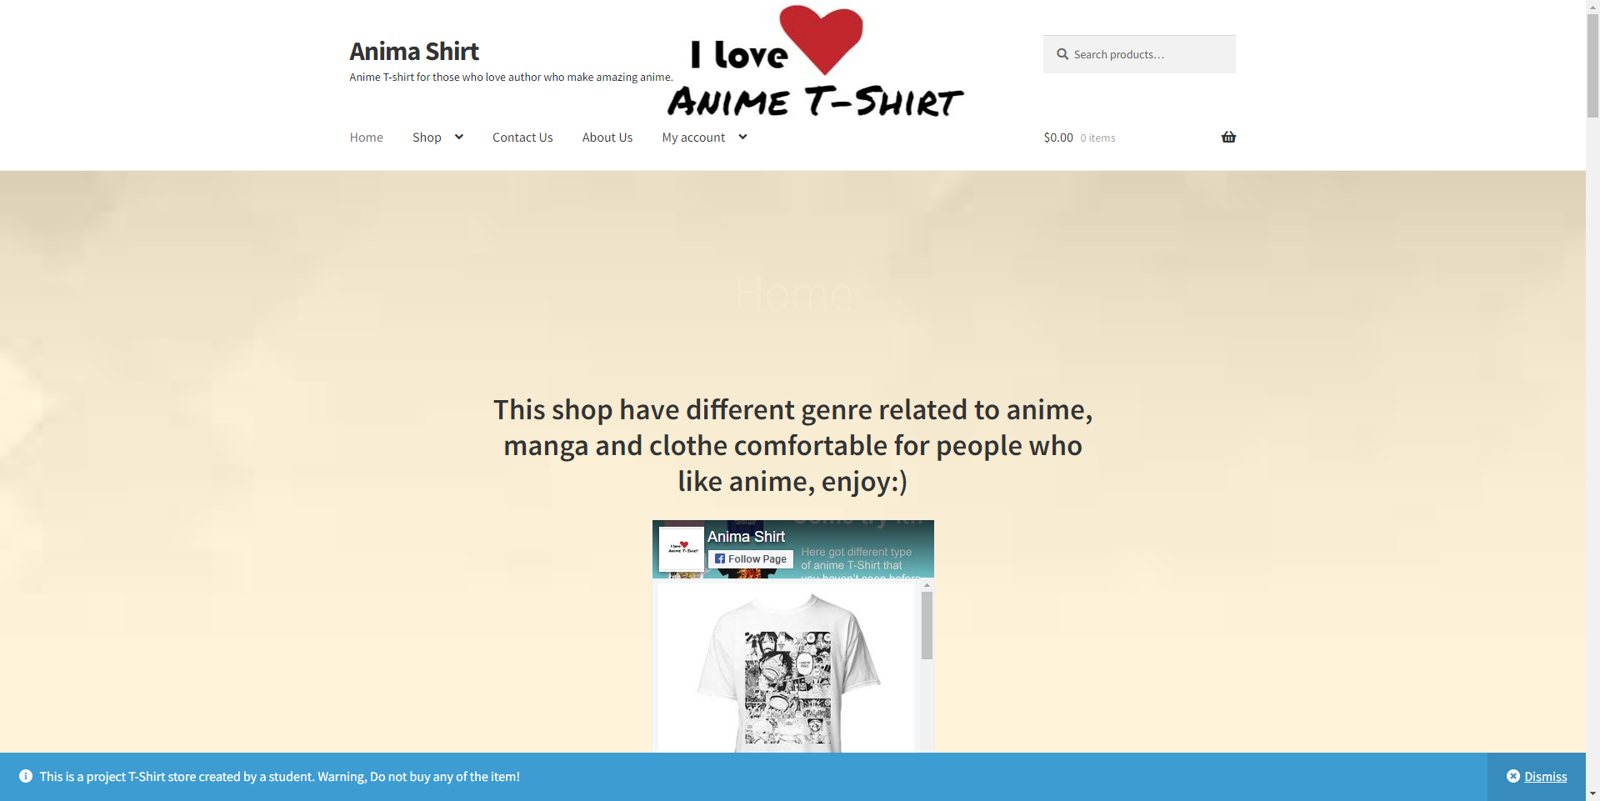 Anima Shirt
Anime T-shirt for those who love author who make amazing anime.
I love
ANIME T-SHIRT
Search products…
Home
Shop
Contact Us
About Us
My account
$0.00 0 items
Home
This shop have different genre related to anime,
manga and clothe comfortable for people who
like anime, enjoy:)
Anima Shirt
Follow Page
Here got different type
of anime T-Shirt that
you haven't seen before
This is a project T-Shirt store created by a student. Warning, Do not buy any of the item!
Dismiss